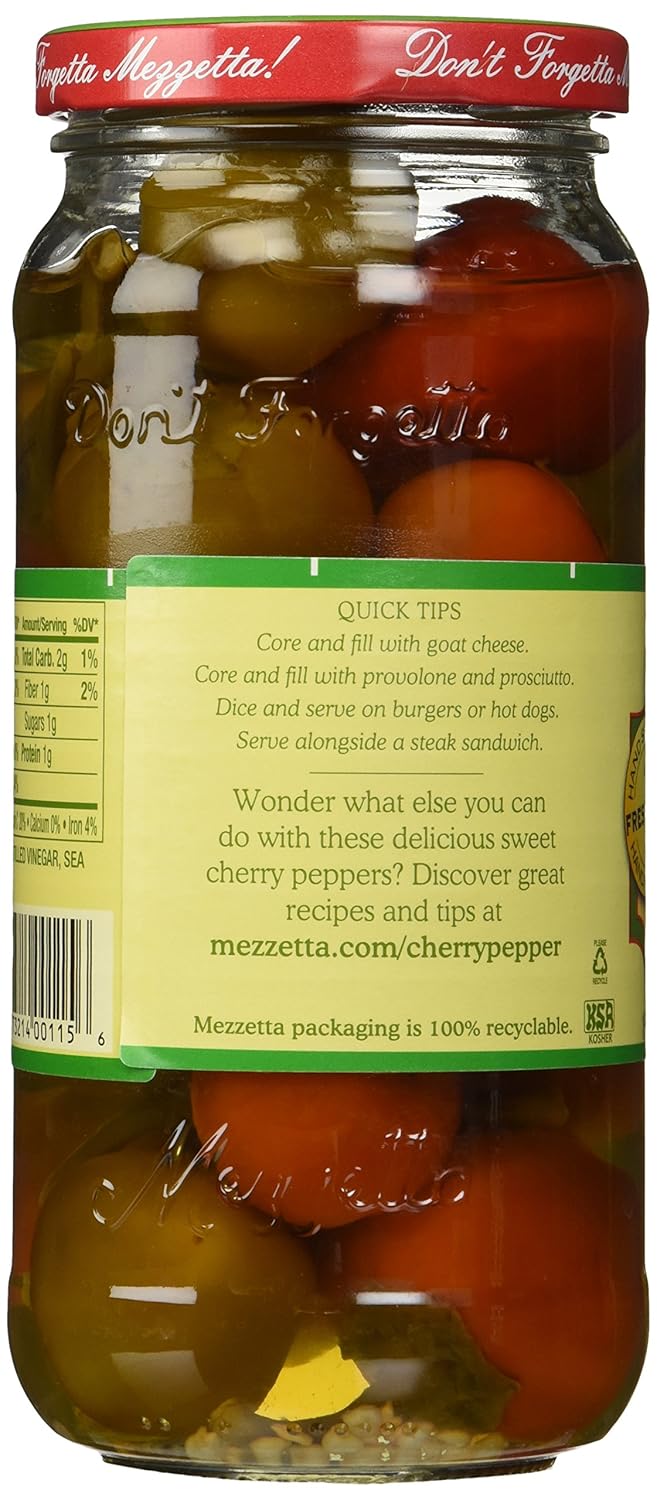 Forgetta Mezzetta! Don't Forgetta M
Don't Forgetta
Amount/Serving %DV*
Total Carb. 2g 1%
Fiber 1g 2%
Sugars 1g
Protein 1g
Calcium 0% • Iron 4%
VINEGAR, SEA
00115 6
QUICK TIPS
Core and fill with goat cheese.
Core and fill with provolone and prosciutto.
Dice and serve on burgers or hot dogs.
Serve alongside a steak sandwich.
Wonder what else you can
do with these delicious sweet
cherry peppers? Discover great
recipes and tips at
mezzetta.com/cherrypepper
PLEASE
RECYCLE
Mezzetta packaging is 100% recyclable.
KSA
KOSHER
Mezzetta